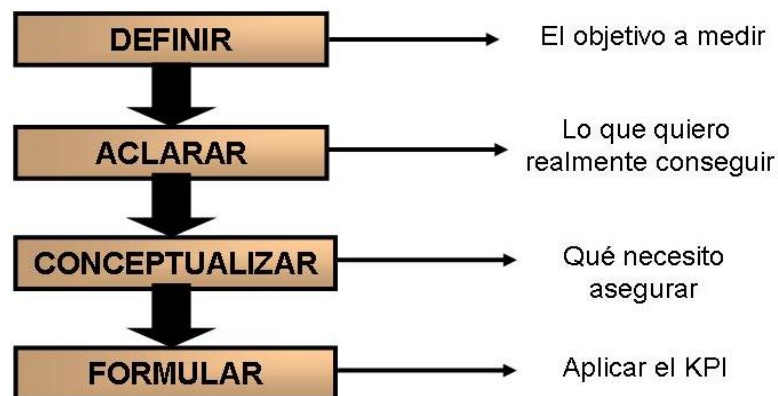 DEFINIR
El objetivo a medir
ACLARAR
Lo que quiero
realmente conseguir
CONCEPTUALIZAR
Qué necesito
asegurar
FORMULAR
Aplicar el KPI